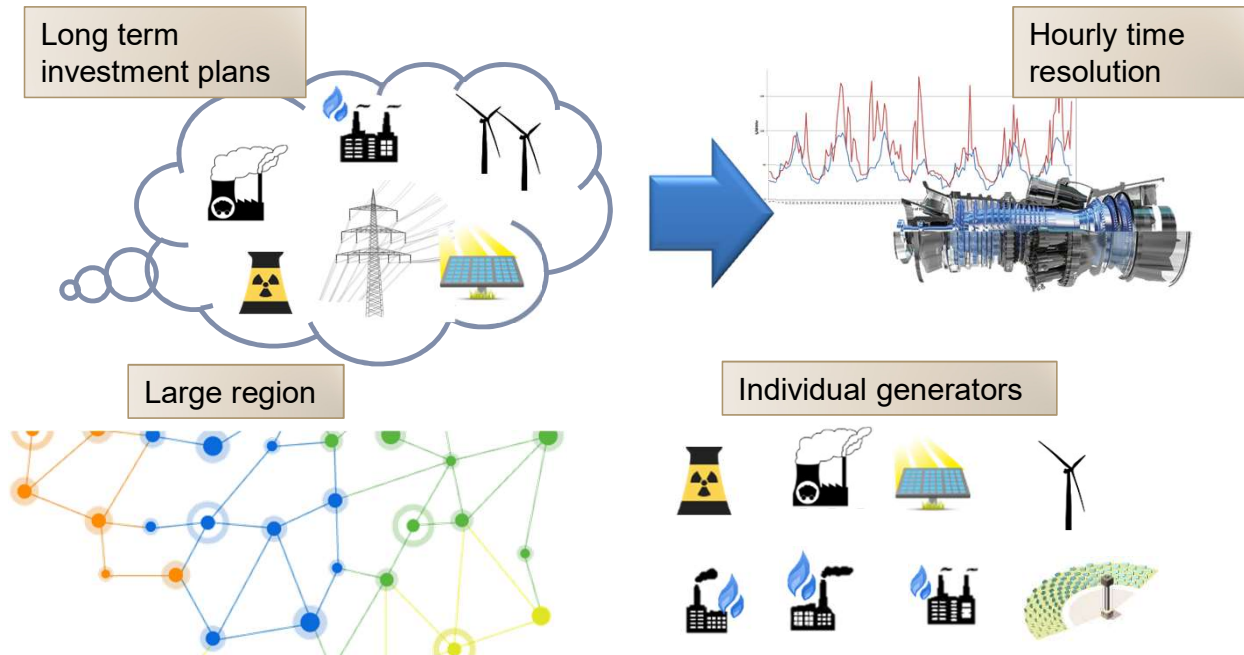 Long term
investment plans
Hourly time
resolution
Large region
Individual generators